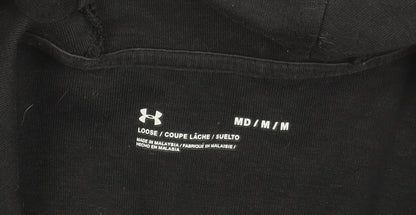 MD / M / M
LOOSE / COUPE LÂCHE / SUELTO
MADE IN MALAYSIA / FABRIQUÉ EN MALAISIE /
HECHO EN MALASIA